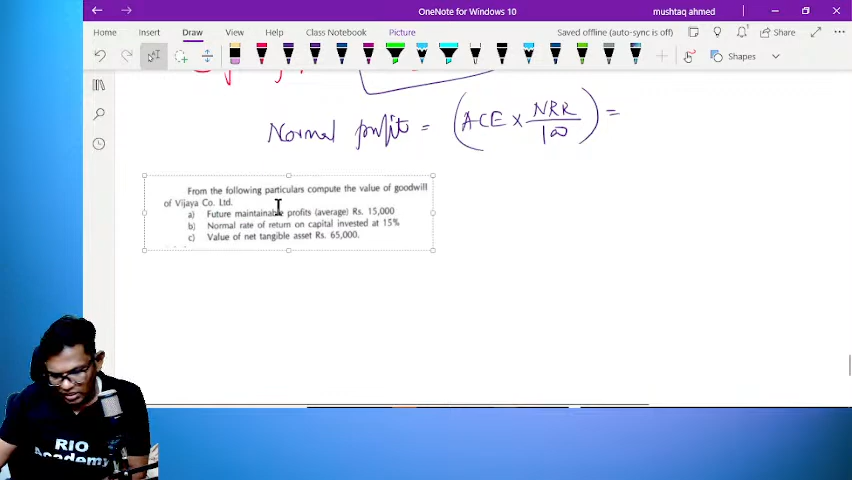 OneNote for Windows 10
mushtaq ahmed
Home Insert Draw View Help Class Notebook Picture
Saved offline (auto-sync is off)
Share
Shapes
Normal profit = (ACE × NRR/100) =
From the following particulars compute the value of goodwill
of Vijaya Co. Ltd.
a) Future maintainable profits (average) Rs. 15,000
b) Normal rate of return on capital invested at 15%
c) Value of net tangible asset Rs. 65,000.
RIO
Academy